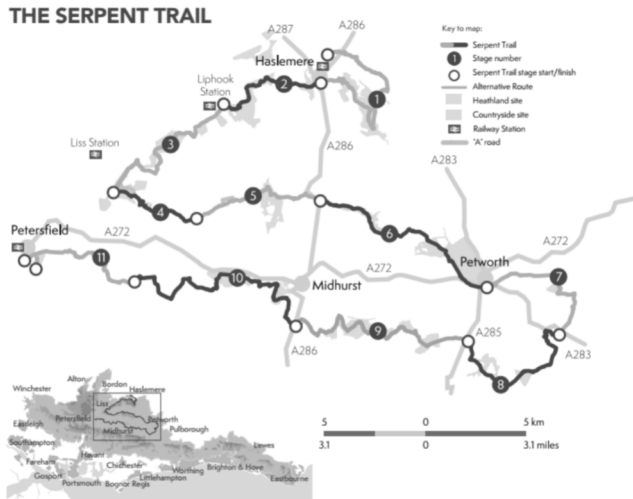 THE SERPENT TRAIL
A287
A286
Key to map:
Serpent Trail
1 Stage number
Serpent Trail stage start/finish
Alternative Route
Heathland site
Countryside site
Railway Station
'A' road
Haslemere
Liphook
Station
2
1
Liss Station
3
A286
A283
4
5
6
Petersfield
A272
11
10
A272
Midhurst
Petworth
A272
7
9
A286
A285
A283
8
5
0
5 km
3.1
0
3.1 miles
Winchester
Alton
Bordon
Haslemere
Liss
Eastleigh
Petersfield
Petworth
Midhurst
Pulborough
Southampton
Fareham
Havant
Chichester
Lewes
Gosport
Portsmouth
Bognor Regis
Littlehampton
Worthing
Brighton & Hove
Eastbourne